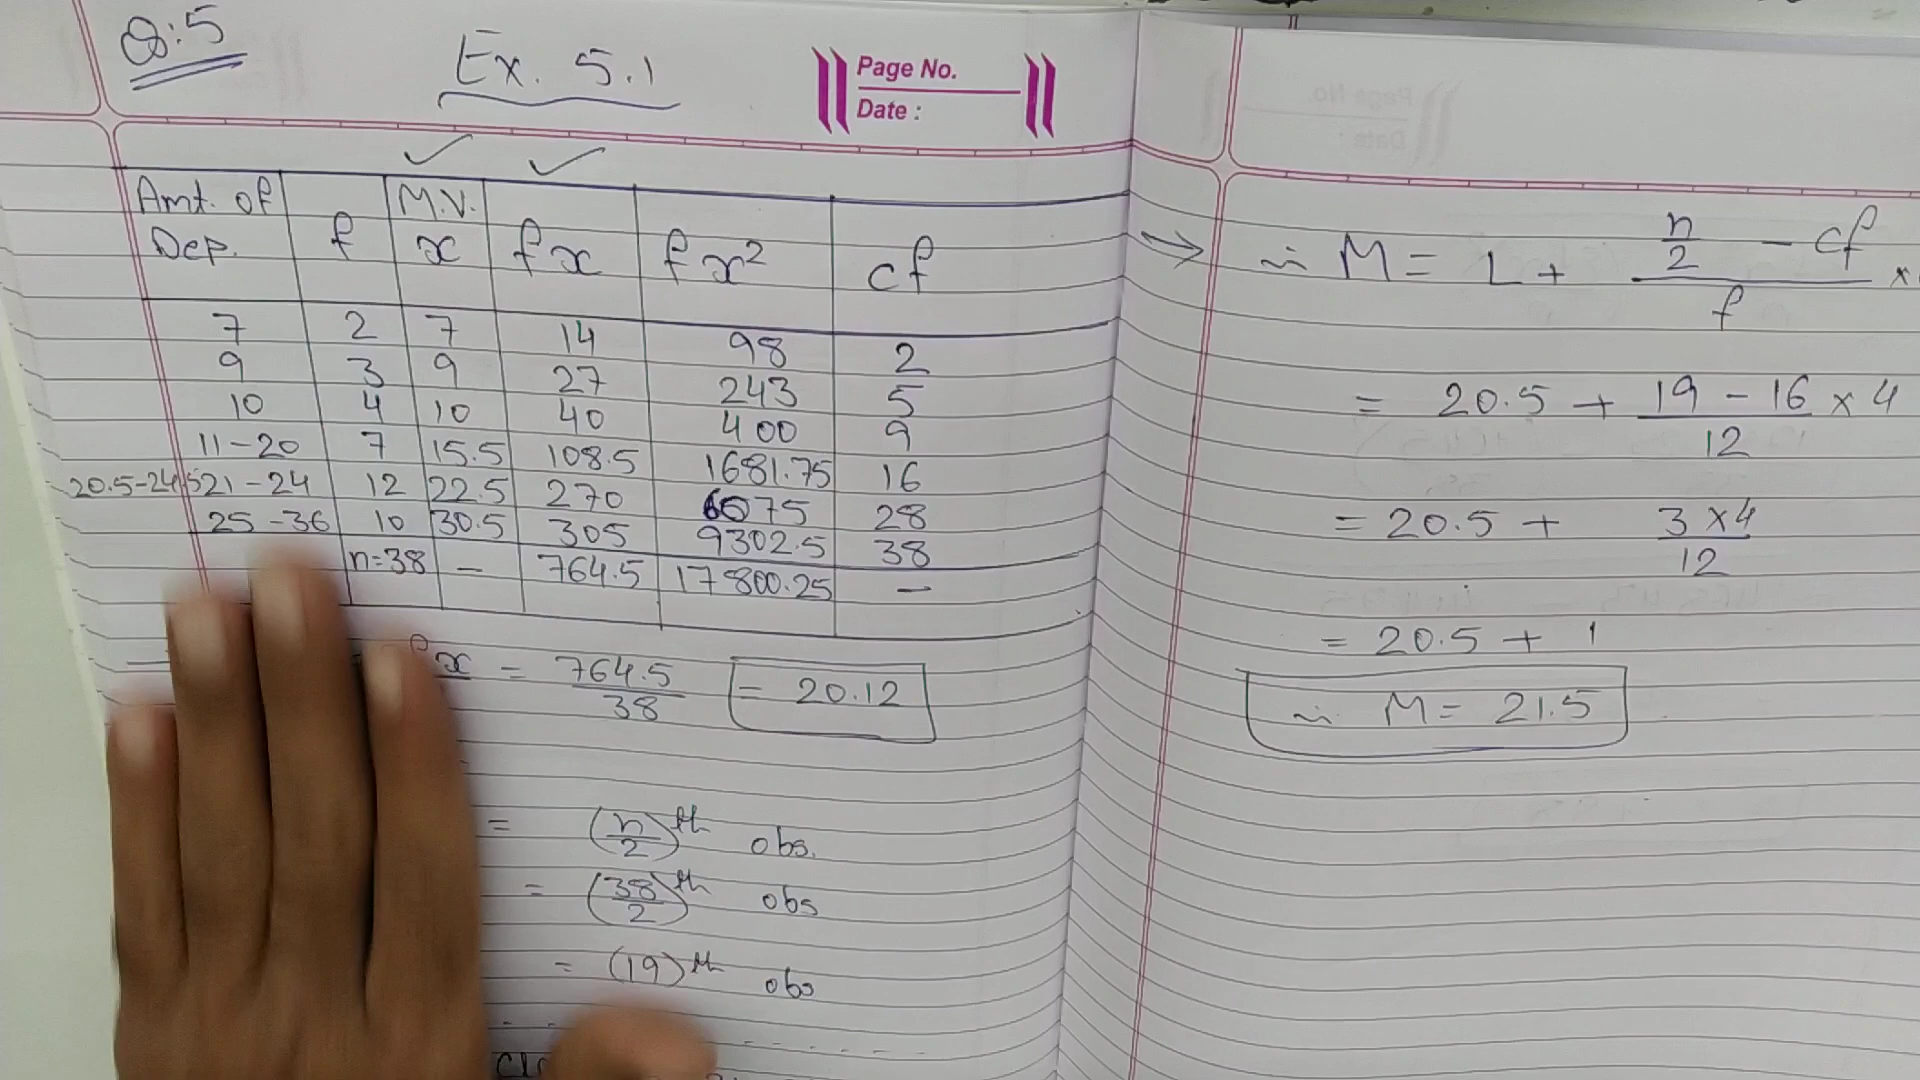 Q:5
Ex. 5.1
Page No.
Date :
Amt. of Dep. f M.V. x fx fx² cf
7 2 7 14 98 2
9 3 9 27 243 5
10 4 10 40 400 9
11-20 7 15.5 108.5 1681.75 16
20.5-24.5 21-24 12 22.5 270 6075 28
25-36 10 30.5 305 9302.5 38
n=38 - 764.5 17800.25 -
fx = 764.5/38 = 20.12
= (n/2)th obs.
= (38/2)th obs
= (19)th obs
∴ M = L + (n/2 - cf)/f ×
= 20.5 + (19 - 16)/12 × 4
= 20.5 + (3 × 4)/12
= 20.5 + 1
∴ M = 21.5